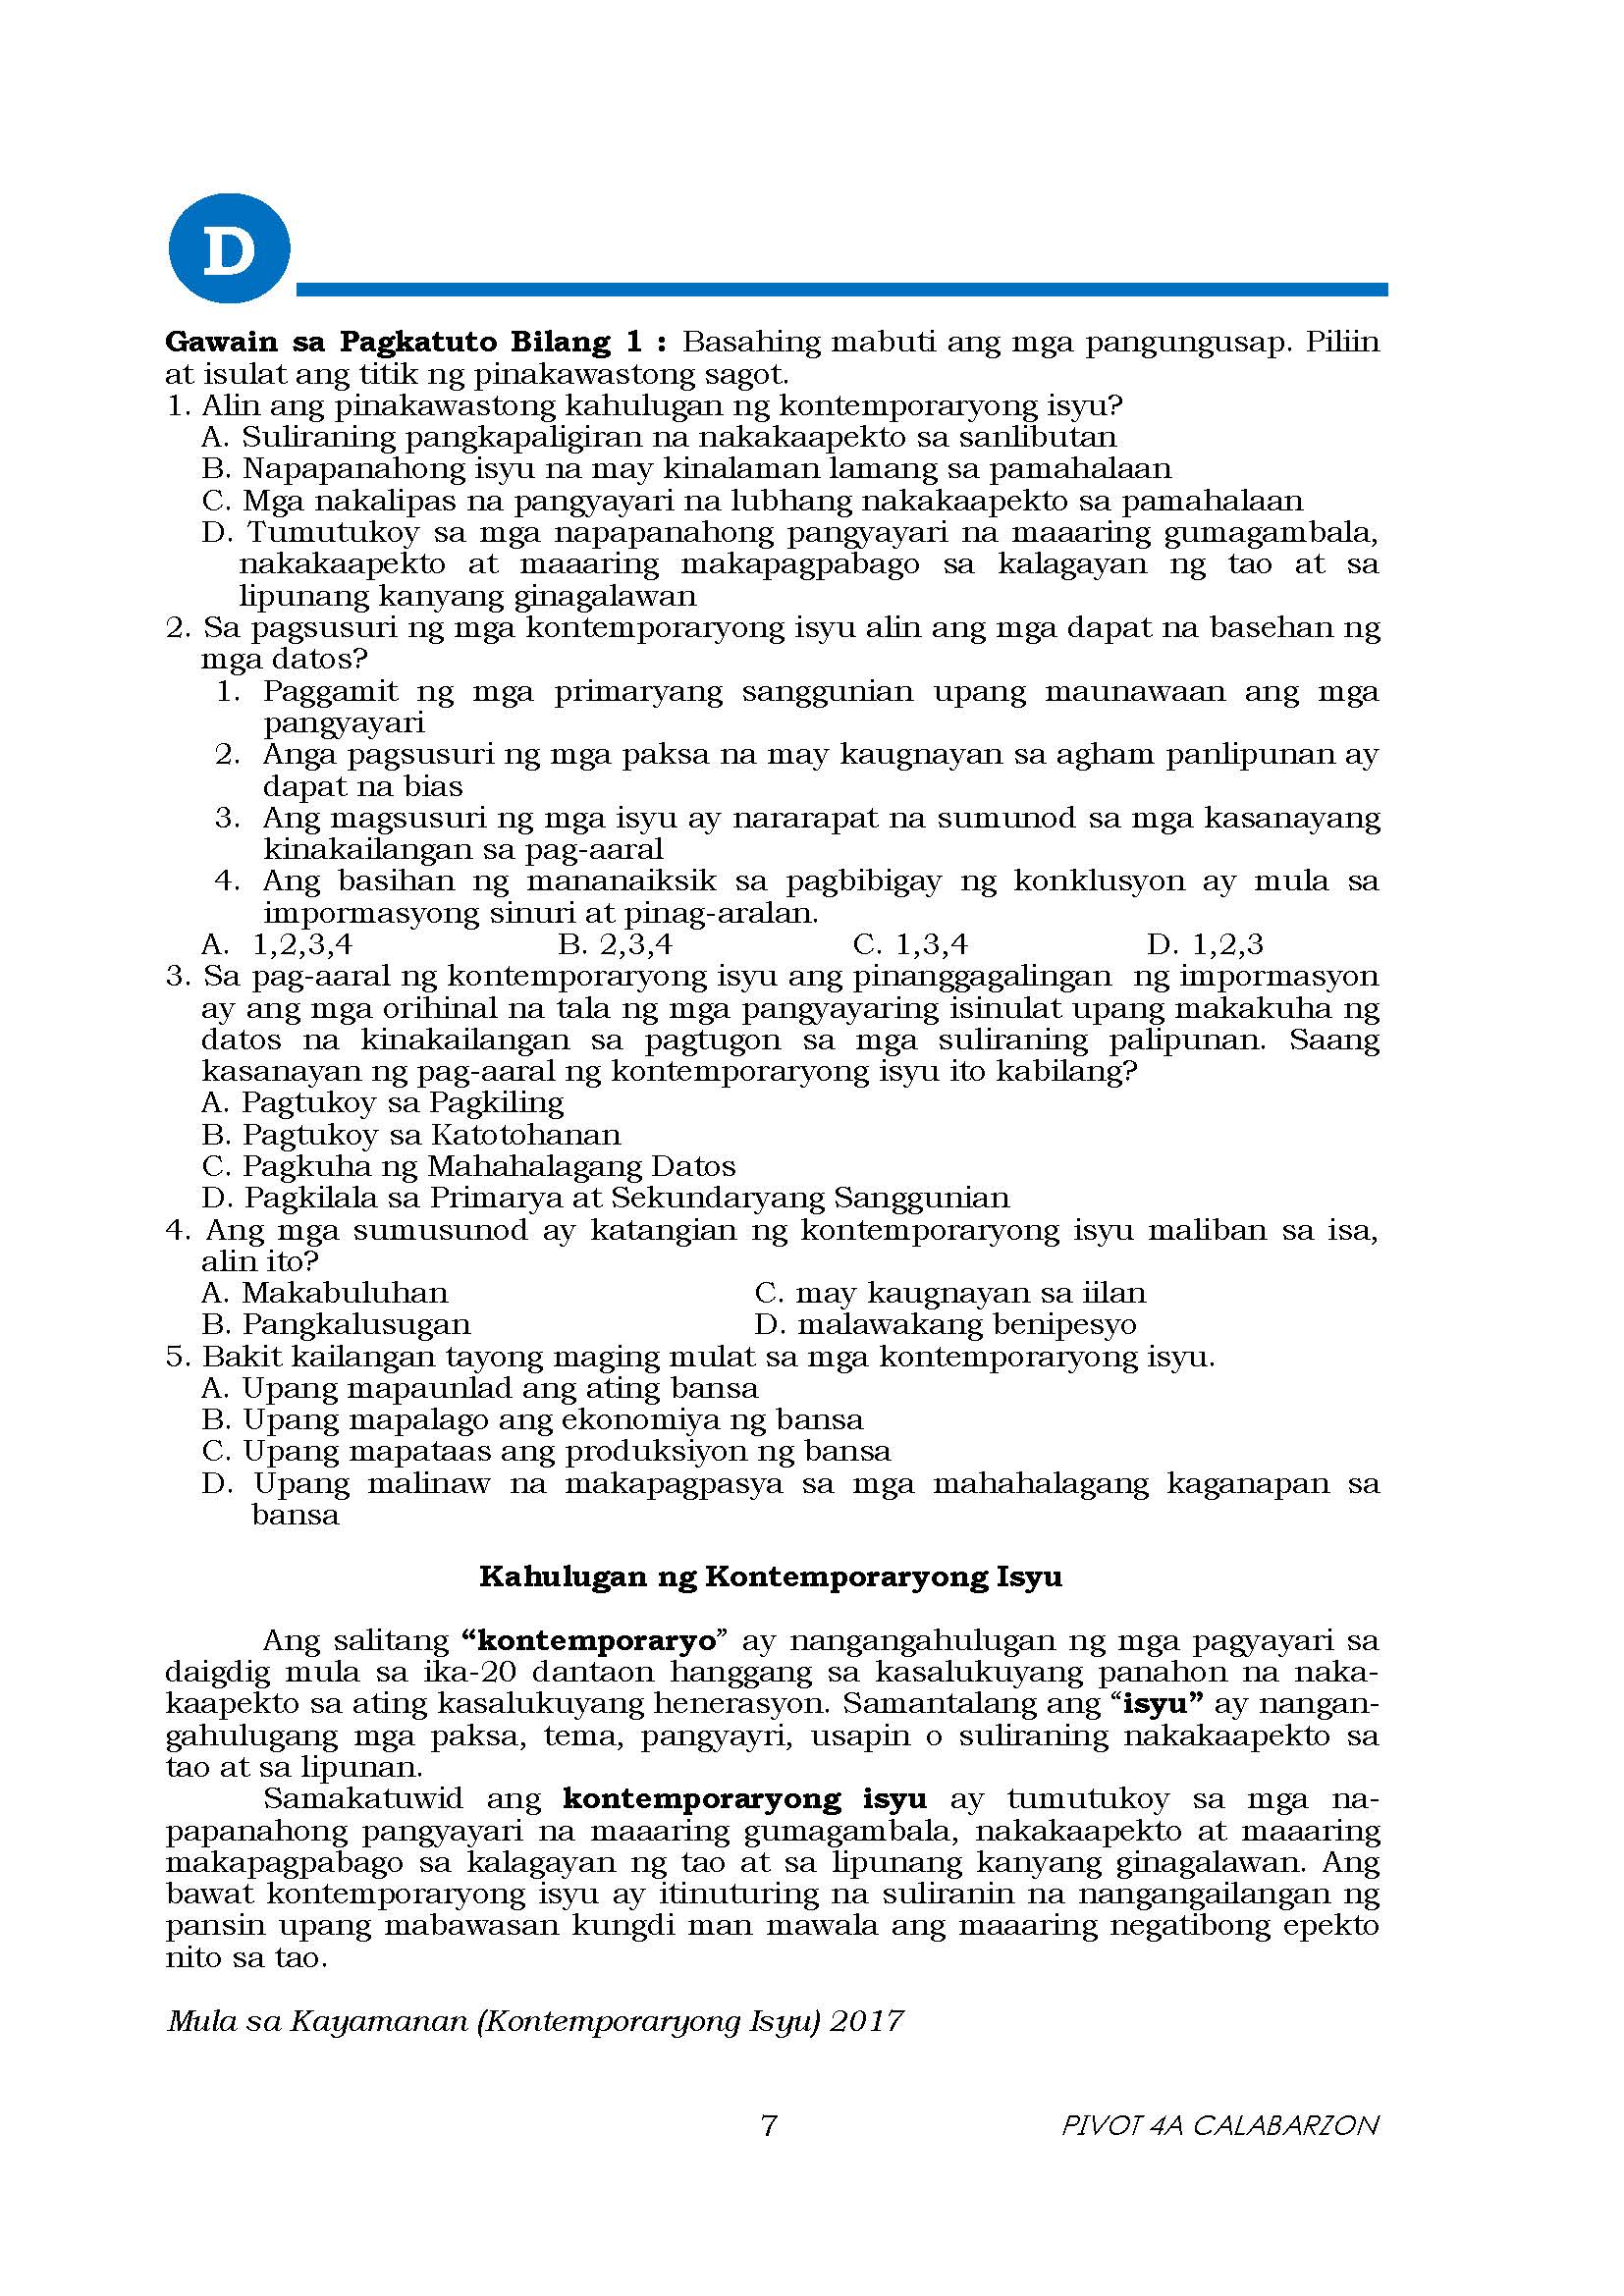 D
Gawain sa Pagkatuto Bilang 1 : Basahing mabuti ang mga pangungusap. Piliin
at isulat ang titik ng pinakawastong sagot.
1. Alin ang pinakawastong kahulugan ng kontemporaryong isyu?
A. Suliraning pangkapaligiran na nakakaapekto sa sanlibutan
B. Napapanahong isyu na may kinalaman lamang sa pamahalaan
C. Mga nakalipas na pangyayari na lubhang nakakaapekto sa pamahalaan
D. Tumutukoy sa mga napapanahong pangyayari na maaaring gumagambala,
nakakaapekto at maaaring makapagpabago sa kalagayan ng tao at sa
lipunang kanyang ginagalawan
2. Sa pagsusuri ng mga kontemporaryong isyu alin ang mga dapat na basehan ng
mga datos?
1. Paggamit ng mga primaryang sanggunian upang maunawaan ang mga
pangyayari
2. Anga pagsusuri ng mga paksa na may kaugnayan sa agham panlipunan ay
dapat na bias
3. Ang magsusuri ng mga isyu ay nararapat na sumunod sa mga kasanayang
kinakailangan sa pag-aaral
4. Ang basihan ng mananaiksik sa pagbibigay ng konklusyon ay mula sa
impormasyong sinuri at pinag-aralan.
A. 1,2,3,4 B. 2,3,4 C. 1,3,4 D. 1,2,3
3. Sa pag-aaral ng kontemporaryong isyu ang pinanggagalingan ng impormasyon
ay ang mga orihinal na tala ng mga pangyayaring isinulat upang makakuha ng
datos na kinakailangan sa pagtugon sa mga suliraning palipunan. Saang
kasanayan ng pag-aaral ng kontemporaryong isyu ito kabilang?
A. Pagtukoy sa Pagkiling
B. Pagtukoy sa Katotohanan
C. Pagkuha ng Mahahalagang Datos
D. Pagkilala sa Primarya at Sekundaryang Sanggunian
4. Ang mga sumusunod ay katangian ng kontemporaryong isyu maliban sa isa,
alin ito?
A. Makabuluhan C. may kaugnayan sa iilan
B. Pangkalusugan D. malawakang benipesyo
5. Bakit kailangan tayong maging mulat sa mga kontemporaryong isyu.
A. Upang mapaunlad ang ating bansa
B. Upang mapalago ang ekonomiya ng bansa
C. Upang mapataas ang produksiyon ng bansa
D. Upang malinaw na makapagpasya sa mga mahahalagang kaganapan sa
bansa
Kahulugan ng Kontemporaryong Isyu
Ang salitang “kontemporaryo” ay nangangahulugan ng mga pagyayari sa
daigdig mula sa ika-20 dantaon hanggang sa kasalukuyang panahon na naka-
kaapekto sa ating kasalukuyang henerasyon. Samantalang ang “isyu” ay nangan-
gahulugang mga paksa, tema, pangyayri, usapin o suliraning nakakaapekto sa
tao at sa lipunan.
Samakatuwid ang kontemporaryong isyu ay tumutukoy sa mga na-
papanahong pangyayari na maaaring gumagambala, nakakaapekto at maaaring
makapagpabago sa kalagayan ng tao at sa lipunang kanyang ginagalawan. Ang
bawat kontemporaryong isyu ay itinuturing na suliranin na nangangailangan ng
pansin upang mabawasan kungdi man mawala ang maaaring negatibong epekto
nito sa tao.
Mula sa Kayamanan (Kontemporaryong Isyu) 2017
7 PIVOT 4A CALABARZON